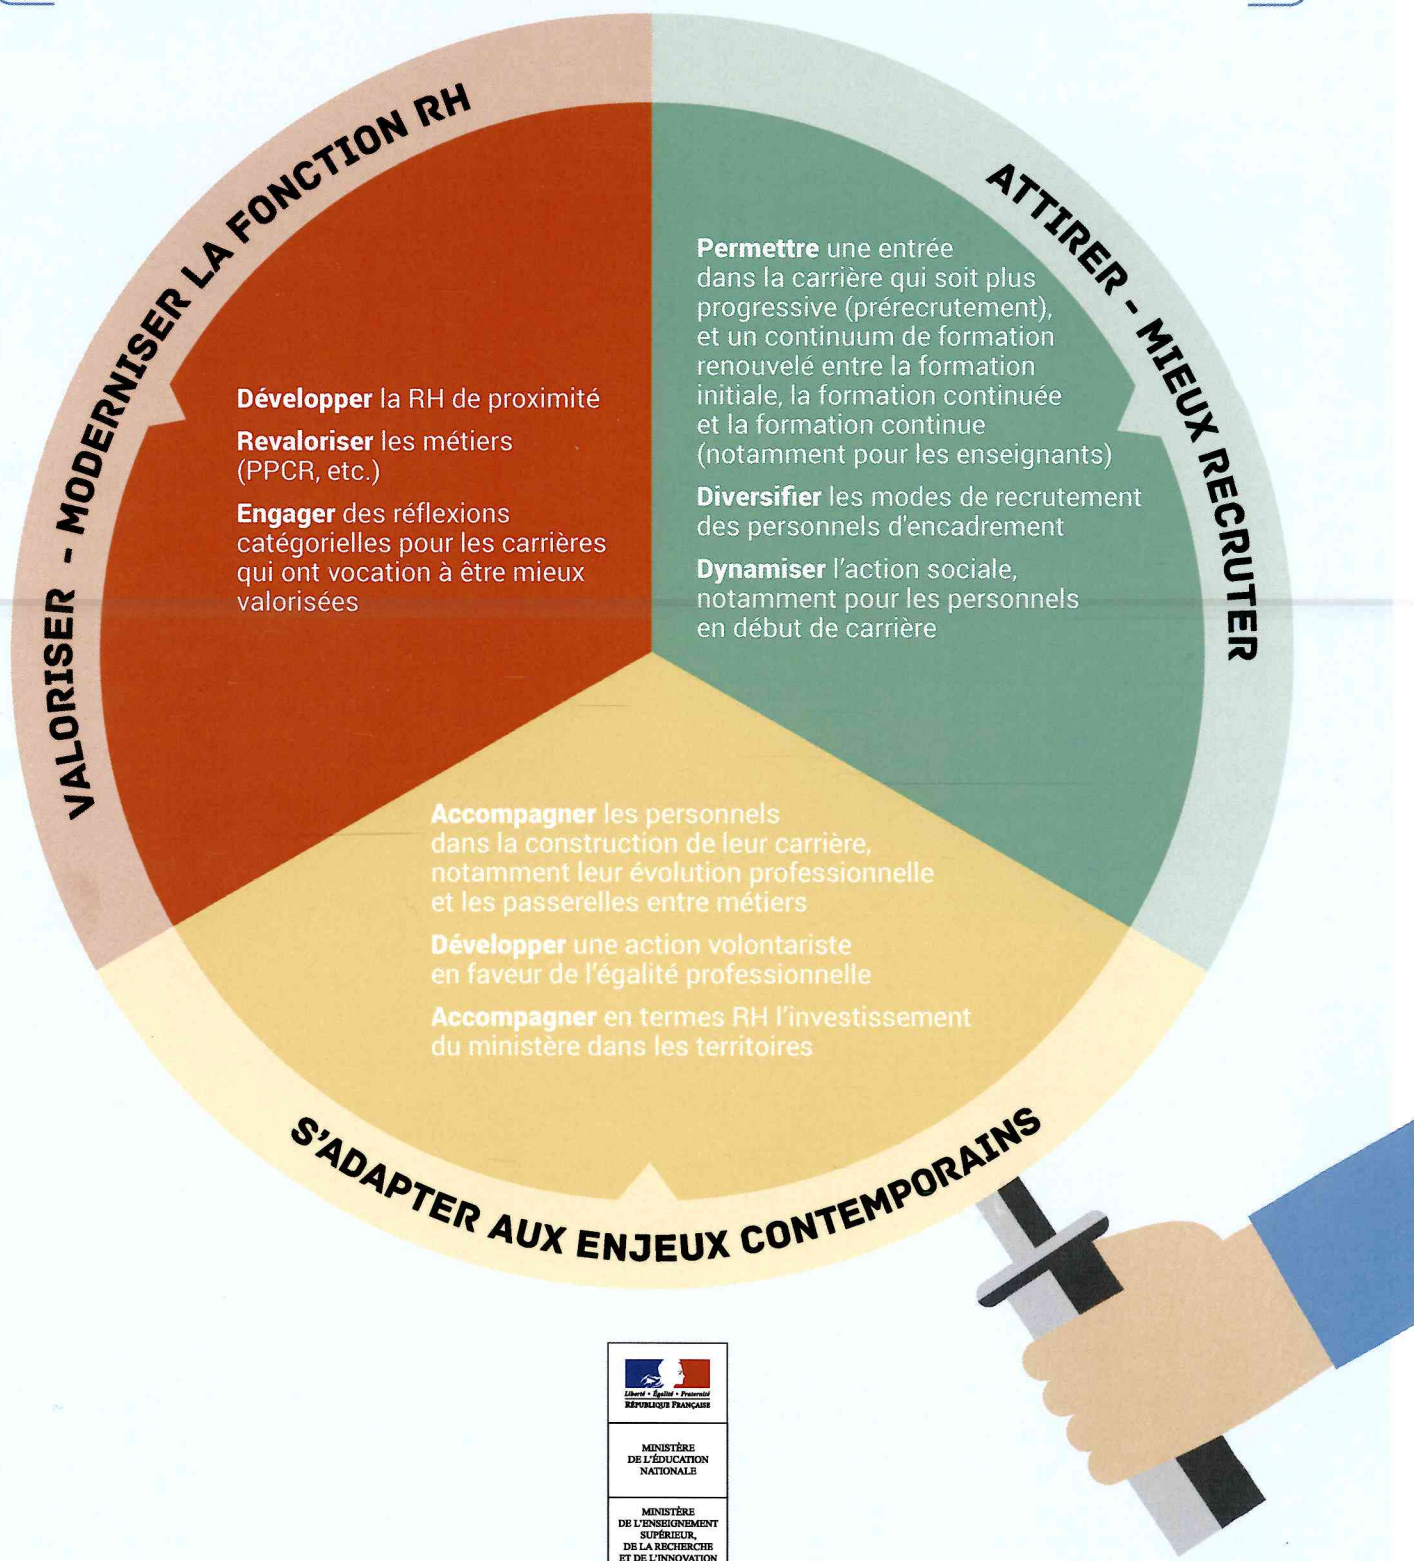 VALORISER - MODERNISER LA FONCTION RH
Développer la RH de proximité
Revaloriser les métiers
(PPCR, etc.)
Engager des réflexions
catégorielles pour les carrières
qui ont vocation à être mieux
valorisées
ATTIRER - MIEUX RECRUTER
Permettre une entrée
dans la carrière qui soit plus
progressive (prérecrutement),
et un continuum de formation
renouvelé entre la formation
initiale, la formation continuée
et la formation continue
(notamment pour les enseignants)
Diversifier les modes de recrutement
des personnels d'encadrement
Dynamiser l'action sociale,
notamment pour les personnels
en début de carrière
Accompagner les personnels
dans la construction de leur carrière,
notamment leur évolution professionnelle
et les passerelles entre métiers
Développer une action volontariste
en faveur de l'égalité professionnelle
Accompagner en termes RH l'investissement
du ministère dans les territoires
S'ADAPTER AUX ENJEUX CONTEMPORAINS
Liberté • Égalité • Fraternité
RÉPUBLIQUE FRANÇAISE
MINISTÈRE
DE L'ÉDUCATION
NATIONALE
MINISTÈRE
DE L'ENSEIGNEMENT
SUPÉRIEUR,
DE LA RECHERCHE
ET DE L'INNOVATION